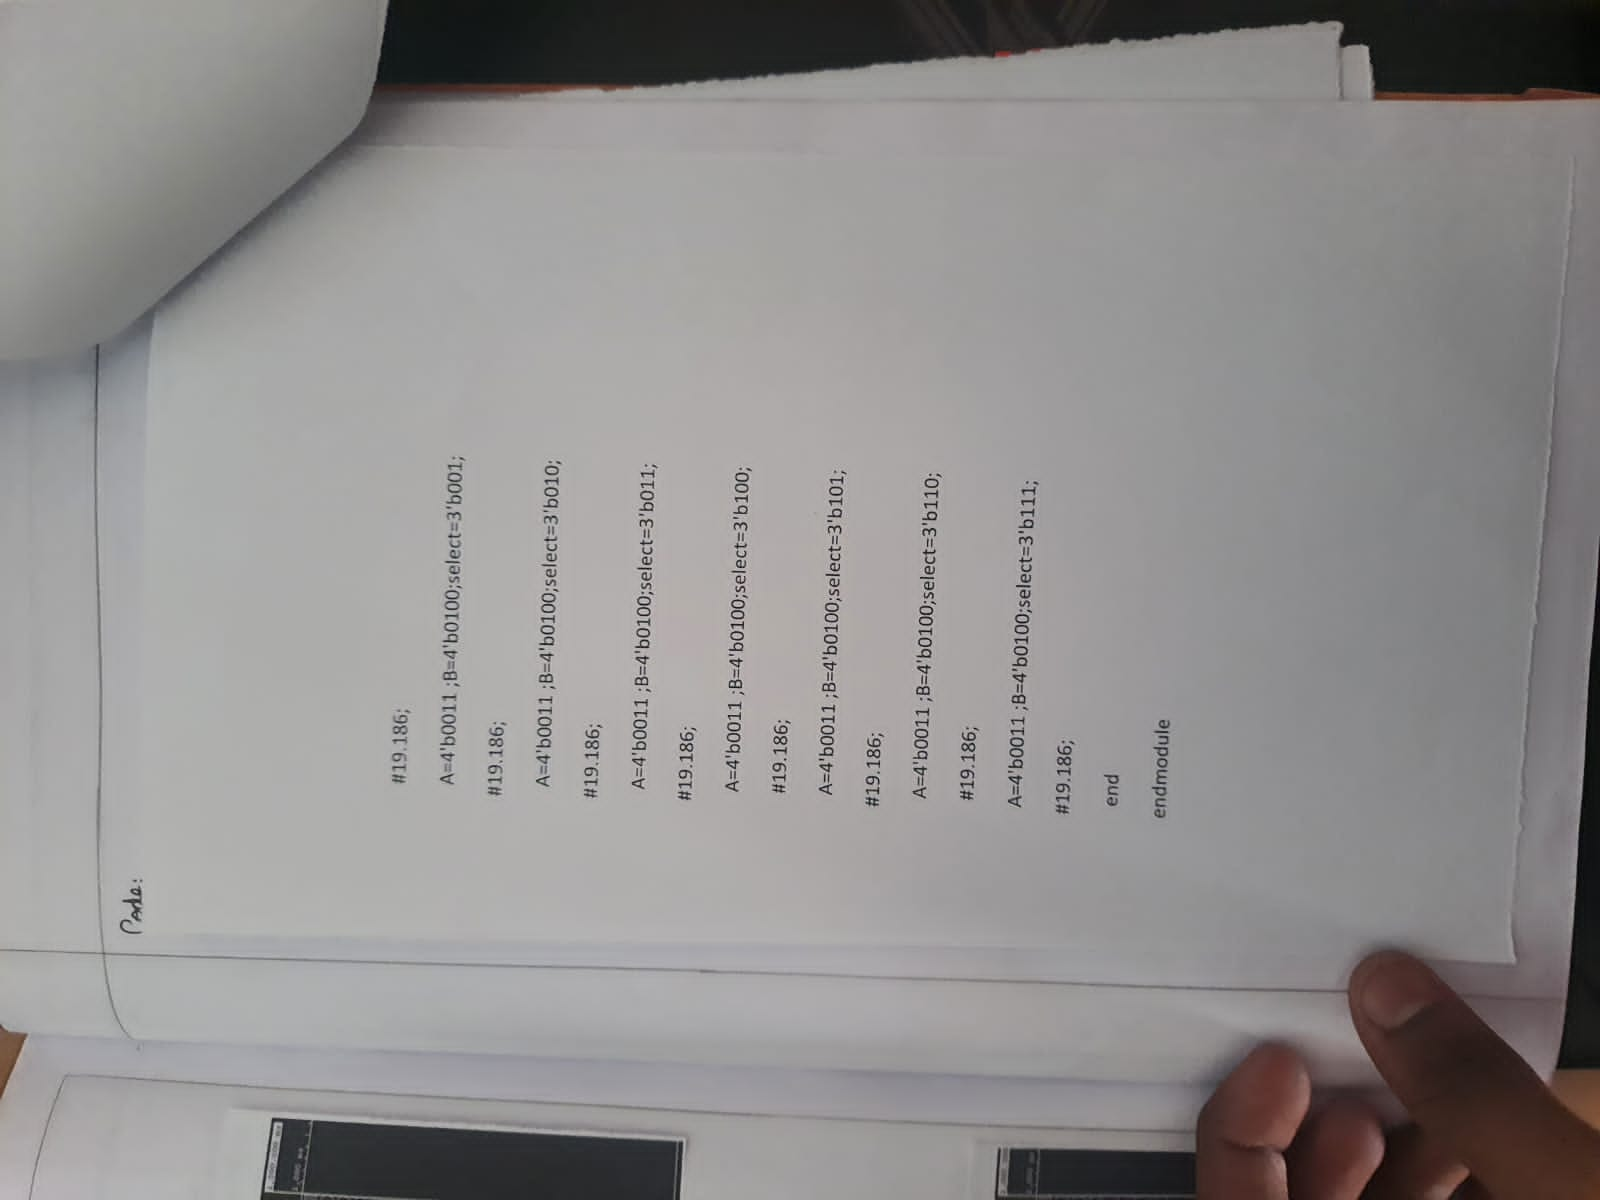 #19.186;
A=4'b0011 ;B=4'b0100;select=3'b001;
#19.186;
A=4'b0011 ;B=4'b0100;select=3'b010;
#19.186;
A=4'b0011 ;B=4'b0100;select=3'b011;
#19.186;
A=4'b0011 ;B=4'b0100;select=3'b100;
#19.186;
A=4'b0011 ;B=4'b0100;select=3'b101;
#19.186;
A=4'b0011 ;B=4'b0100;select=3'b110;
#19.186;
A=4'b0011 ;B=4'b0100;select=3'b111;
#19.186;
end
endmodule